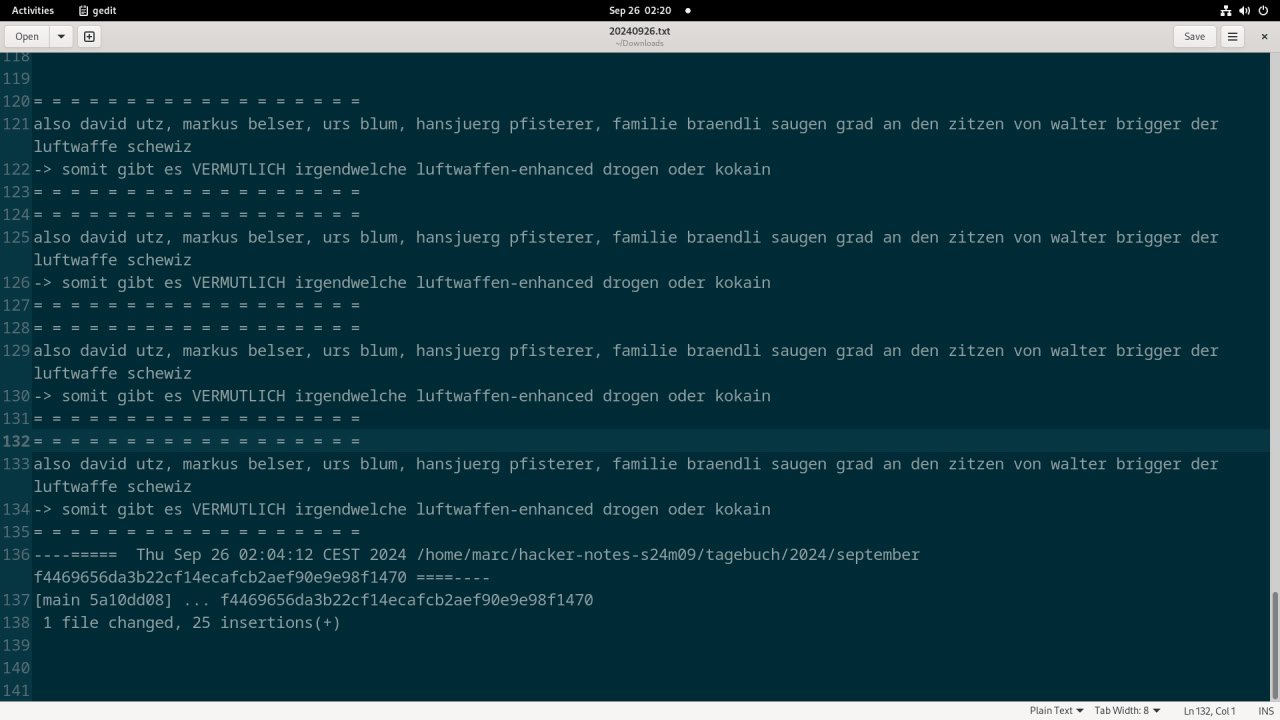 Activities gedit Sep 26 02:20
Open 20240926.txt Save
~/Downloads
118
119
120 = = = = = = = = = = = = = = = = = =
121 also david utz, markus belser, urs blum, hansjuerg pfisterer, familie braendli saugen grad an den zitzen von walter brigger der
luftwaffe schewiz
122 -> somit gibt es VERMUTLICH irgendwelche luftwaffen-enhanced drogen oder kokain
123 = = = = = = = = = = = = = = = = = =
124 = = = = = = = = = = = = = = = = = =
125 also david utz, markus belser, urs blum, hansjuerg pfisterer, familie braendli saugen grad an den zitzen von walter brigger der
luftwaffe schewiz
126 -> somit gibt es VERMUTLICH irgendwelche luftwaffen-enhanced drogen oder kokain
127 = = = = = = = = = = = = = = = = = =
128 = = = = = = = = = = = = = = = = = =
129 also david utz, markus belser, urs blum, hansjuerg pfisterer, familie braendli saugen grad an den zitzen von walter brigger der
luftwaffe schewiz
130 -> somit gibt es VERMUTLICH irgendwelche luftwaffen-enhanced drogen oder kokain
131 = = = = = = = = = = = = = = = = = =
132 = = = = = = = = = = = = = = = = = =
133 also david utz, markus belser, urs blum, hansjuerg pfisterer, familie braendli saugen grad an den zitzen von walter brigger der
luftwaffe schewiz
134 -> somit gibt es VERMUTLICH irgendwelche luftwaffen-enhanced drogen oder kokain
135 = = = = = = = = = = = = = = = = = =
136 ----===== Thu Sep 26 02:04:12 CEST 2024 /home/marc/hacker-notes-s24m09/tagebuch/2024/september
f4469656da3b22cf14ecafcb2aef90e9e98f1470 ====----
137 [main 5a10dd08] ... f4469656da3b22cf14ecafcb2aef90e9e98f1470
138 1 file changed, 25 insertions(+)
139
140
141
Plain Text Tab Width: 8 Ln 132, Col 1 INS